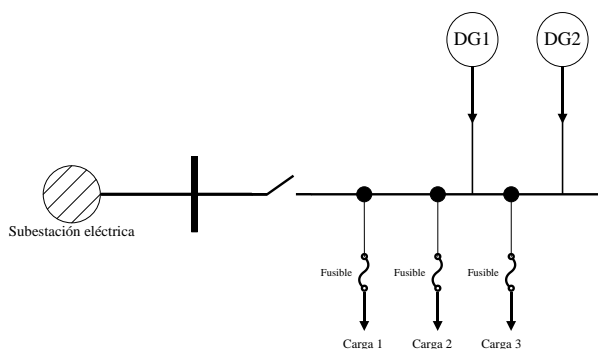 DG1 DG2
Subestación eléctrica
Fusible Fusible Fusible
Carga 1 Carga 2 Carga 3